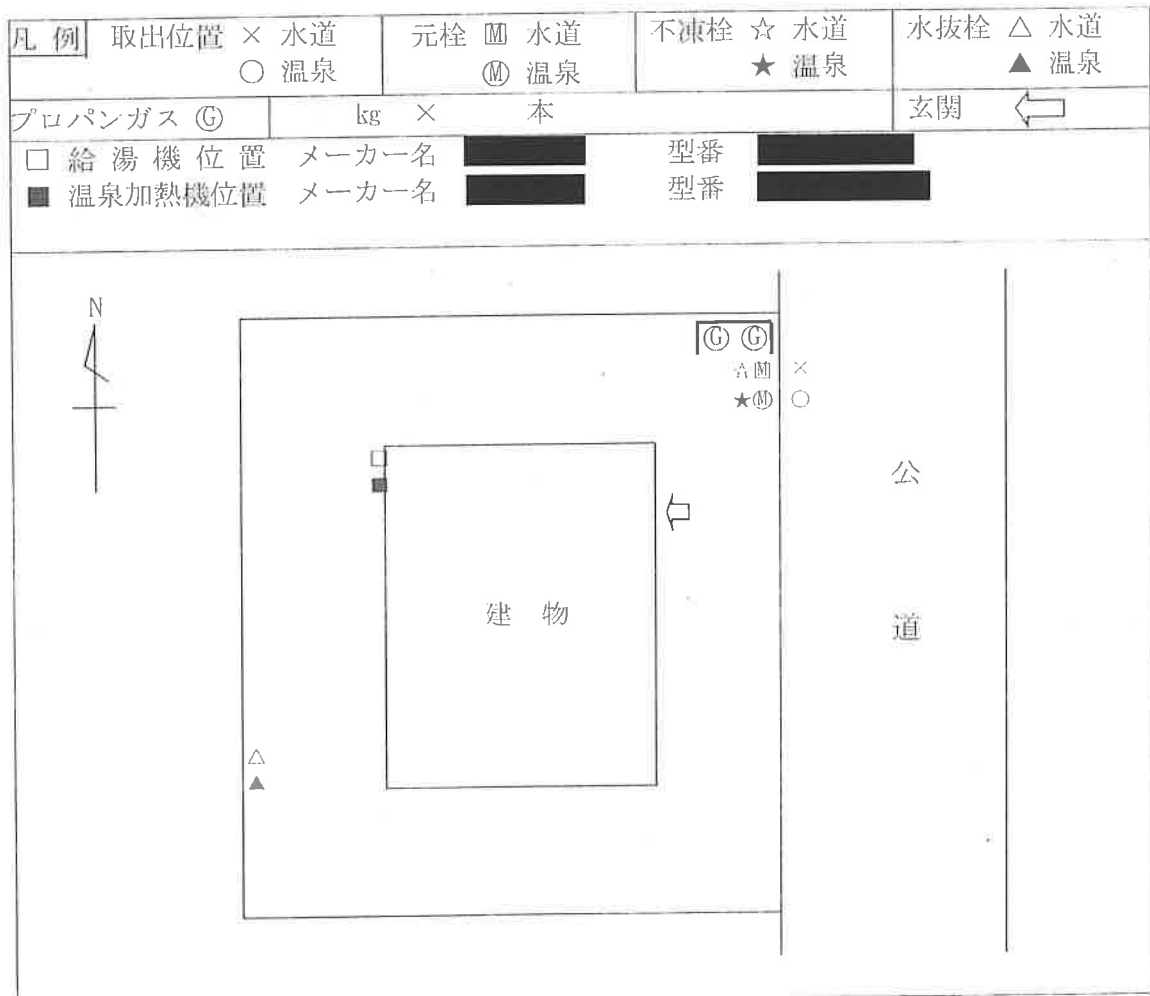 凡例 取出位置 × 水道 元栓 M 水道 不凍栓 ☆ 水道 水抜栓 △ 水道
○ 温泉 Ⓜ 温泉 ★ 温泉 ▲ 温泉
プロパンガス Ⓖ kg × 本 玄関
□ 給湯機位置 メーカー名 型番
■ 温泉加熱機位置 メーカー名 型番
N
Ⓖ Ⓖ
☆ M ×
★ Ⓜ ○
□
■
公
建物
道
△
▲